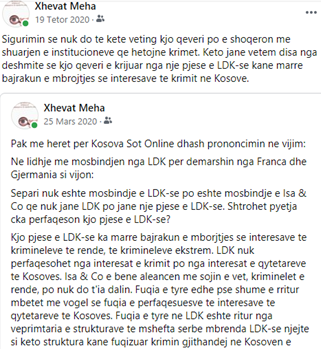 Xhevat Meha
19 Tetor 2020 ·
Sigurimin se nuk do te kete veting kjo qeveri po e shoqeron me
shuarjen e institucioneve qe hetojne krimet. Keto jane vetem disa nga
deshmite se kjo qeveri e krijuar nga nje pjese e LDK-se kane marre
bajrakun e mbrojtjes se interesave te krimit ne Kosove.
Xhevat Meha
25 Mars 2020 ·
Pak me heret per Kosova Sot Online dhash prononcimin ne vijim:
Ne lidhje me mosbindjen nga LDK per demarshin nga Franca dhe
Gjermania si vijon:
Separi nuk eshte mosbindje e LDK-se po eshte mosbindje e Isa &
Co qe nuk jane LDK po jane nje pjese e LDK-se. Shtrohet pyetja
cka perfaqeson kjo pjese e LDK-se?
Kjo pjese e LDK-se ka marre bajrakun e mborjtjes se interesave te
krimineleve te rende, te krimineleve ekstrem. LDK nuk
perfaqesohet nga interesat e krimit po nga interesat e qytetareve
te Kosoves. Isa & Co e bene aleancen me sojin e vet, kriminelet e
rende, po nuk do t'ia dalin. Fuqia e tyre edhe pse shume e rritur
mbetet me vogel se fuqia e perfaqesuesve te interesave te
qytetareve te Kosoves. Fuqia e tyre ne LDK eshte ritur nga
veprimtaria e strukturave te mshefta serbe mbrenda LDK-se njejte
si keto struktura kane fuqizuar krimin gjithandej ne Kosoven e